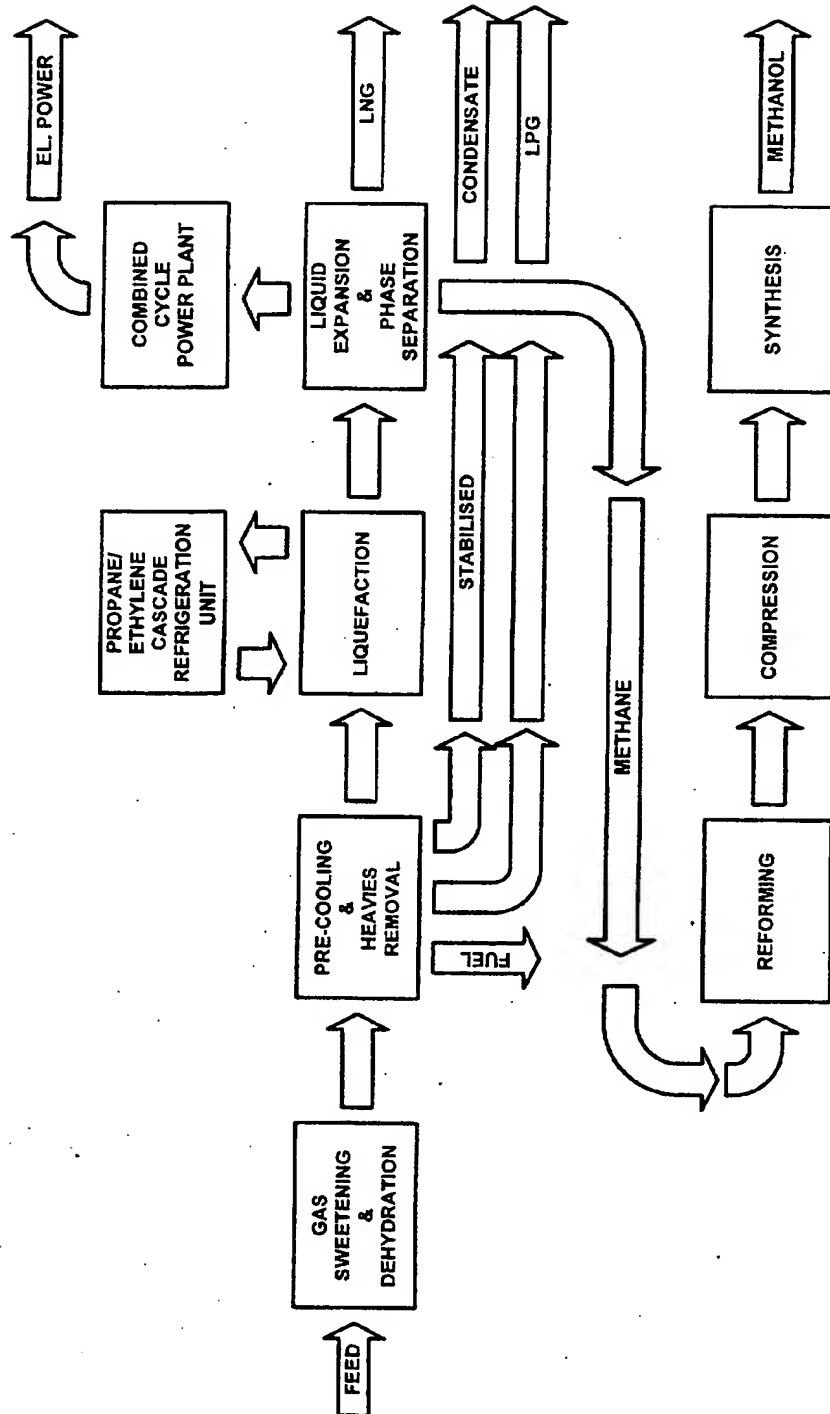 FEED
GAS
SWEETENING
&
DEHYDRATION
PRE-COOLING
&
HEAVIES
REMOVAL
FUEL
PROPANE/
ETHYLENE
CASCADE
REFRIGERATION
UNIT
LIQUEFACTION
COMBINED
CYCLE
POWER PLANT
EL. POWER
LIQUID
EXPANSION
&
PHASE
SEPARATION
LNG
STABILISED
CONDENSATE
LPG
METHANE
REFORMING
COMPRESSION
SYNTHESIS
METHANOL